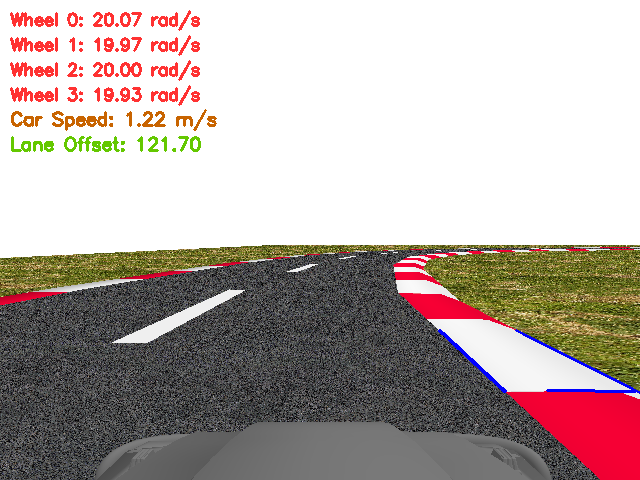 Wheel 0: 20.07 rad/s
Wheel 1: 19.97 rad/s
Wheel 2: 20.00 rad/s
Wheel 3: 19.93 rad/s
Car Speed: 1.22 m/s
Lane Offset: 121.70